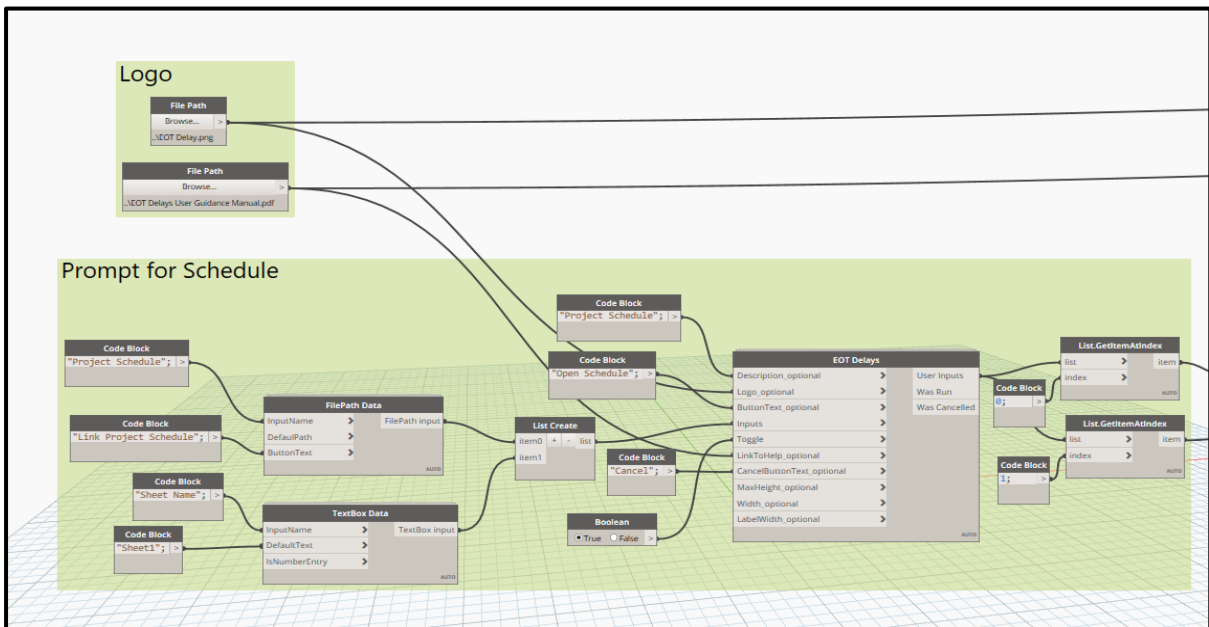 Logo
File Path
Browse... >
.\EOT Delay.png
File Path
Browse... >
.\EOT Delays User Guidance Manual.pdf
Prompt for Schedule
Code Block
"Project Schedule"; >
Code Block
"Link Project Schedule"; >
Code Block
"Sheet Name"; >
Code Block
"Sheet1"; >
FilePath Data
InputName > FilePath input
DefaulPath >
ButtonText >
AUTO
TextBox Data
InputName > TextBox input
DefaultText >
IsNumberEntry >
AUTO
List Create
item0 + - list
item1
Code Block
"Project Schedule"; >
Code Block
"Open Schedule"; >
Code Block
"Cancel"; >
Boolean
True False >
EOT Delays
Description_optional > User Inputs
Logo_optional > Was Run
ButtonText_optional > Was Cancelled
Inputs >
Toggle >
LinkToHelp_optional >
CancelButtonText_optional >
MaxHeight_optional >
Width_optional >
LabelWidth_optional >
AUTO
Code Block
0; >
Code Block
1; >
List.GetItemAtIndex
list > item
index >
AUTO
List.GetItemAtIndex
list > item
index >
AUTO